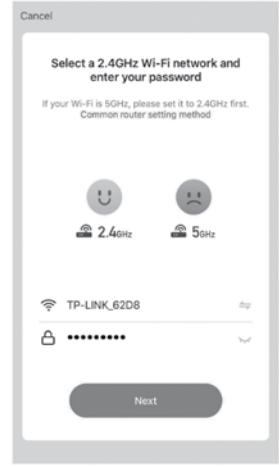 Cancel
Select a 2.4GHz Wi-Fi network and
enter your password
If your Wi-Fi is 5GHz, please set it to 2.4GHz first.
Common router setting method
2.4GHz
5GHz
TP-LINK_62D8
•••••••••
Next